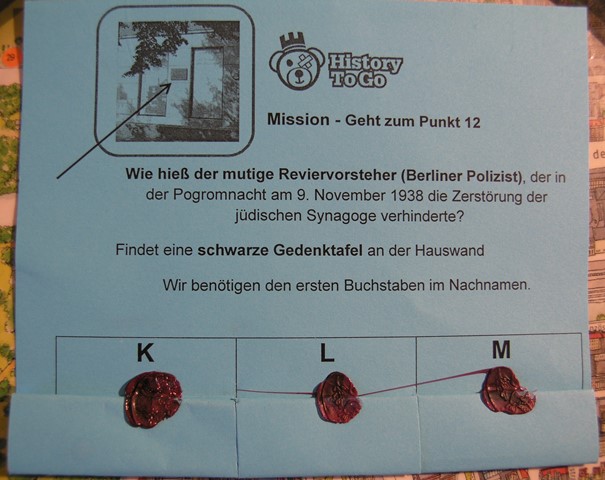 History
To Go
Mission - Geht zum Punkt 12
Wie hieß der mutige Reviervorsteher (Berliner Polizist), der in
der Pogromnacht am 9. November 1938 die Zerstörung der
jüdischen Synagoge verhinderte?
Findet eine schwarze Gedenktafel an der Hauswand
Wir benötigen den ersten Buchstaben im Nachnamen.
K L M